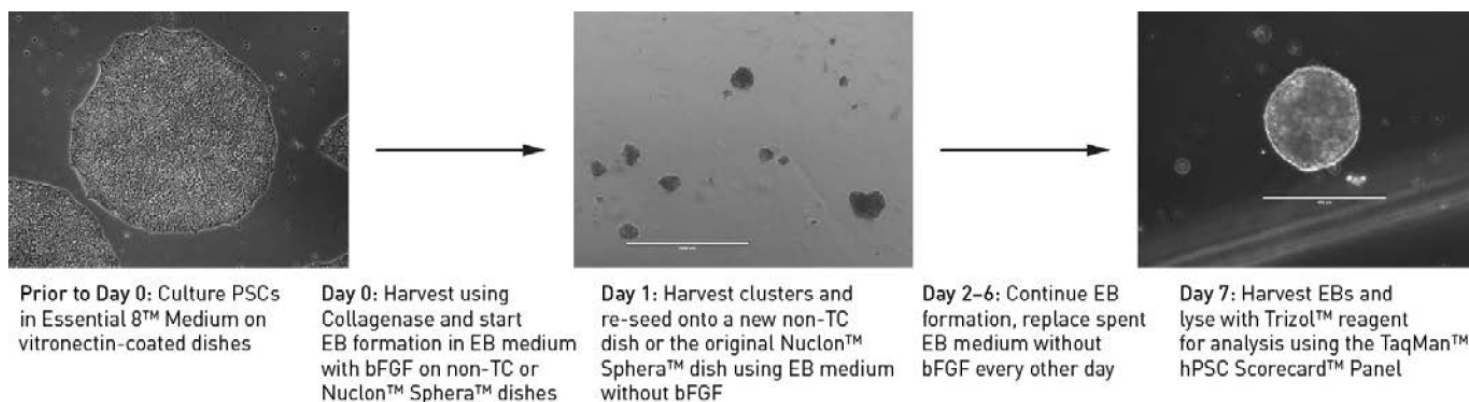 Prior to Day 0: Culture PSCs
in Essential 8™ Medium on
vitronectin-coated dishes
Day 0: Harvest using
Collagenase and start
EB formation in EB medium
with bFGF on non-TC or
Nuclon™ Sphera™ dishes
Day 1: Harvest clusters and
re-seed onto a new non-TC
dish or the original Nuclon™
Sphera™ dish using EB medium
without bFGF
Day 2–6: Continue EB
formation, replace spent
EB medium without
bFGF every other day
Day 7: Harvest EBs and
lyse with Trizol™ reagent
for analysis using the TaqMan™
hPSC Scorecard™ Panel